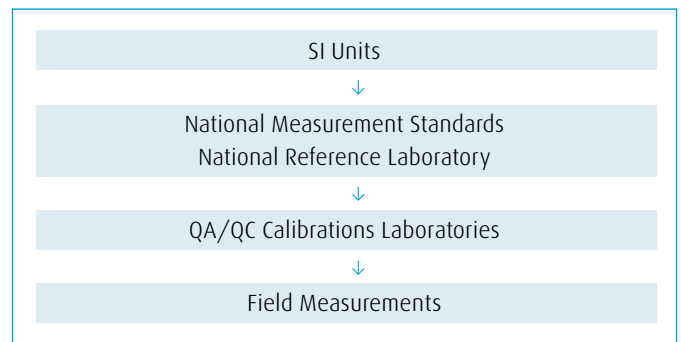 SI Units
↓
National Measurement Standards
National Reference Laboratory
↓
QA/QC Calibrations Laboratories
↓
Field Measurements